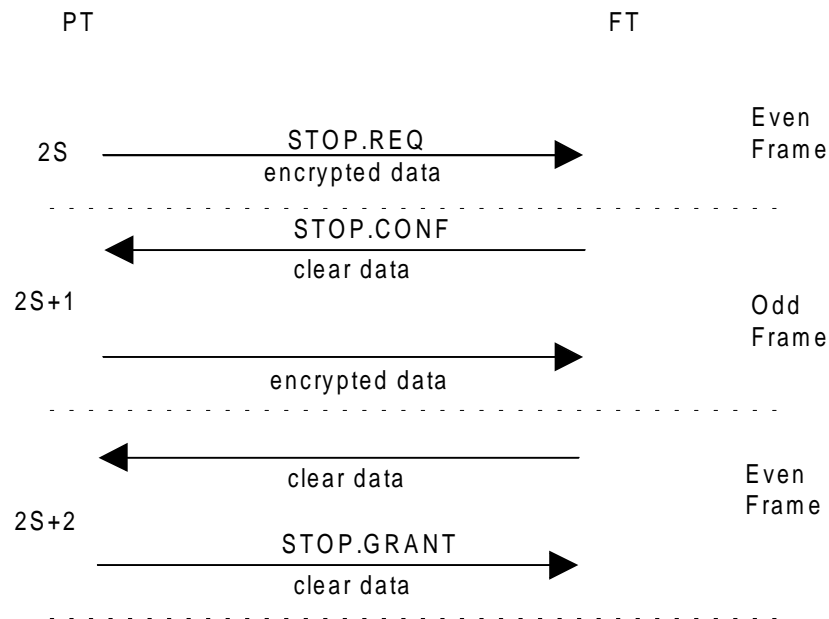 PT FT
Even
Frame
2S
STOP.REQ
encrypted data
STOP.CONF
clear data
2S+1
Odd
Frame
encrypted data
clear data
Even
Frame
2S+2
STOP.GRANT
clear data